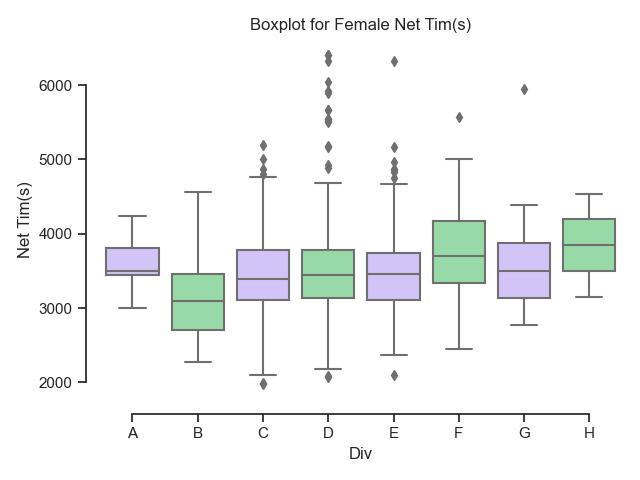 Boxplot for Female Net Tim(s)
6000
5000
4000
3000
2000
Net Tim(s)
A B C D E F G H
Div